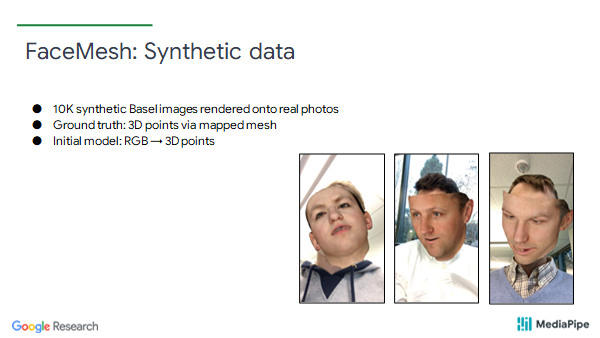 FaceMesh: Synthetic data
● 10K synthetic Basel images rendered onto real photos
● Ground truth: 3D points via mapped mesh
● Initial model: RGB → 3D points
Google Research
MediaPipe